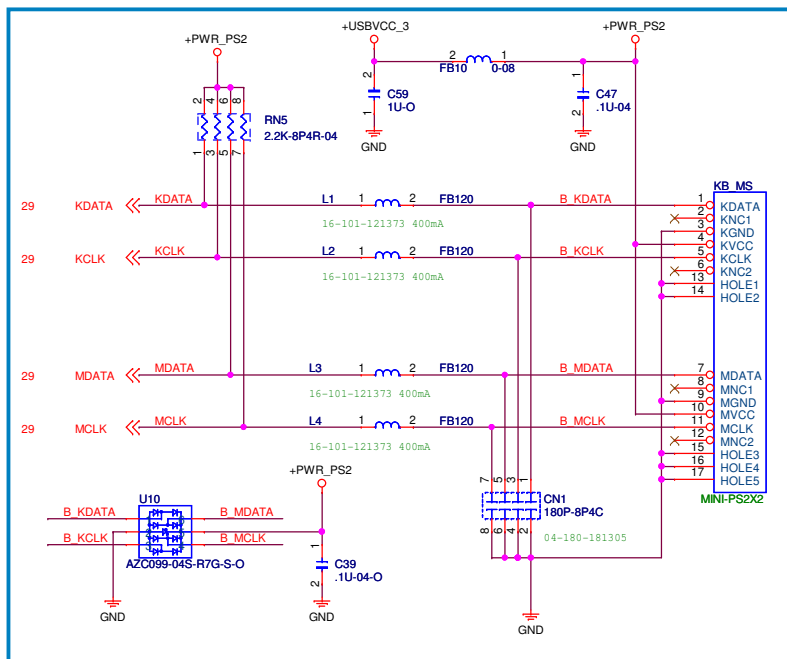 +PWR_PS2
+USBVCC_3
+PWR_PS2
2 1
FB10 0-08
2
C59
1U-O
1
GND
1
C47
.1U-04
2
GND
2 4 6 8
RN5
2.2K-8P4R-04
1 3 5 7
KB_MS
29 KDATA KDATA L1 1 2 FB120 B_KDATA 1 KDATA
16-101-121373 400mA
2 KNC1
3 KGND
4 KVCC
29 KCLK KCLK L2 1 2 FB120 B_KCLK 5 KCLK
16-101-121373 400mA
6 KNC2
13 HOLE1
14 HOLE2
29 MDATA MDATA L3 1 2 FB120 B_MDATA 7 MDATA
16-101-121373 400mA
8 MNC1
9 MGND
10 MVCC
29 MCLK MCLK L4 1 2 FB120 B_MCLK 11 MCLK
16-101-121373 400mA
12 MNC2
15 HOLE3
16 HOLE4
17 HOLE5
MINI-PS2X2
+PWR_PS2
7 5 3 1
CN1
180P-8P4C
8 6 4 2
04-180-181305
GND
U10
B_KDATA B_MDATA
B_KCLK B_MCLK
AZC099-04S-R7G-S-O
GND
1
C39
.1U-04-O
2
GND